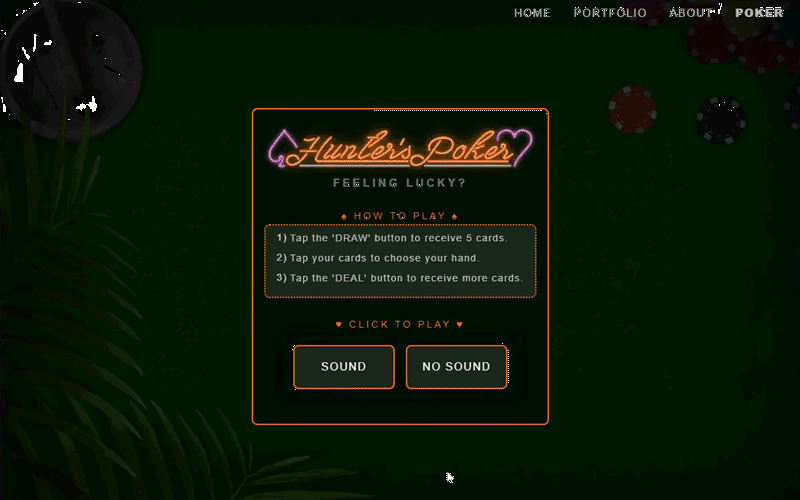 HOME PORTFOLIO ABOUT POKER
Hunter's Poker
FEELING LUCKY?
♠ HOW TO PLAY ♠
1) Tap the 'DRAW' button to receive 5 cards.
2) Tap your cards to choose your hand.
3) Tap the 'DEAL' button to receive more cards.
♥ CLICK TO PLAY ♥
SOUND NO SOUND